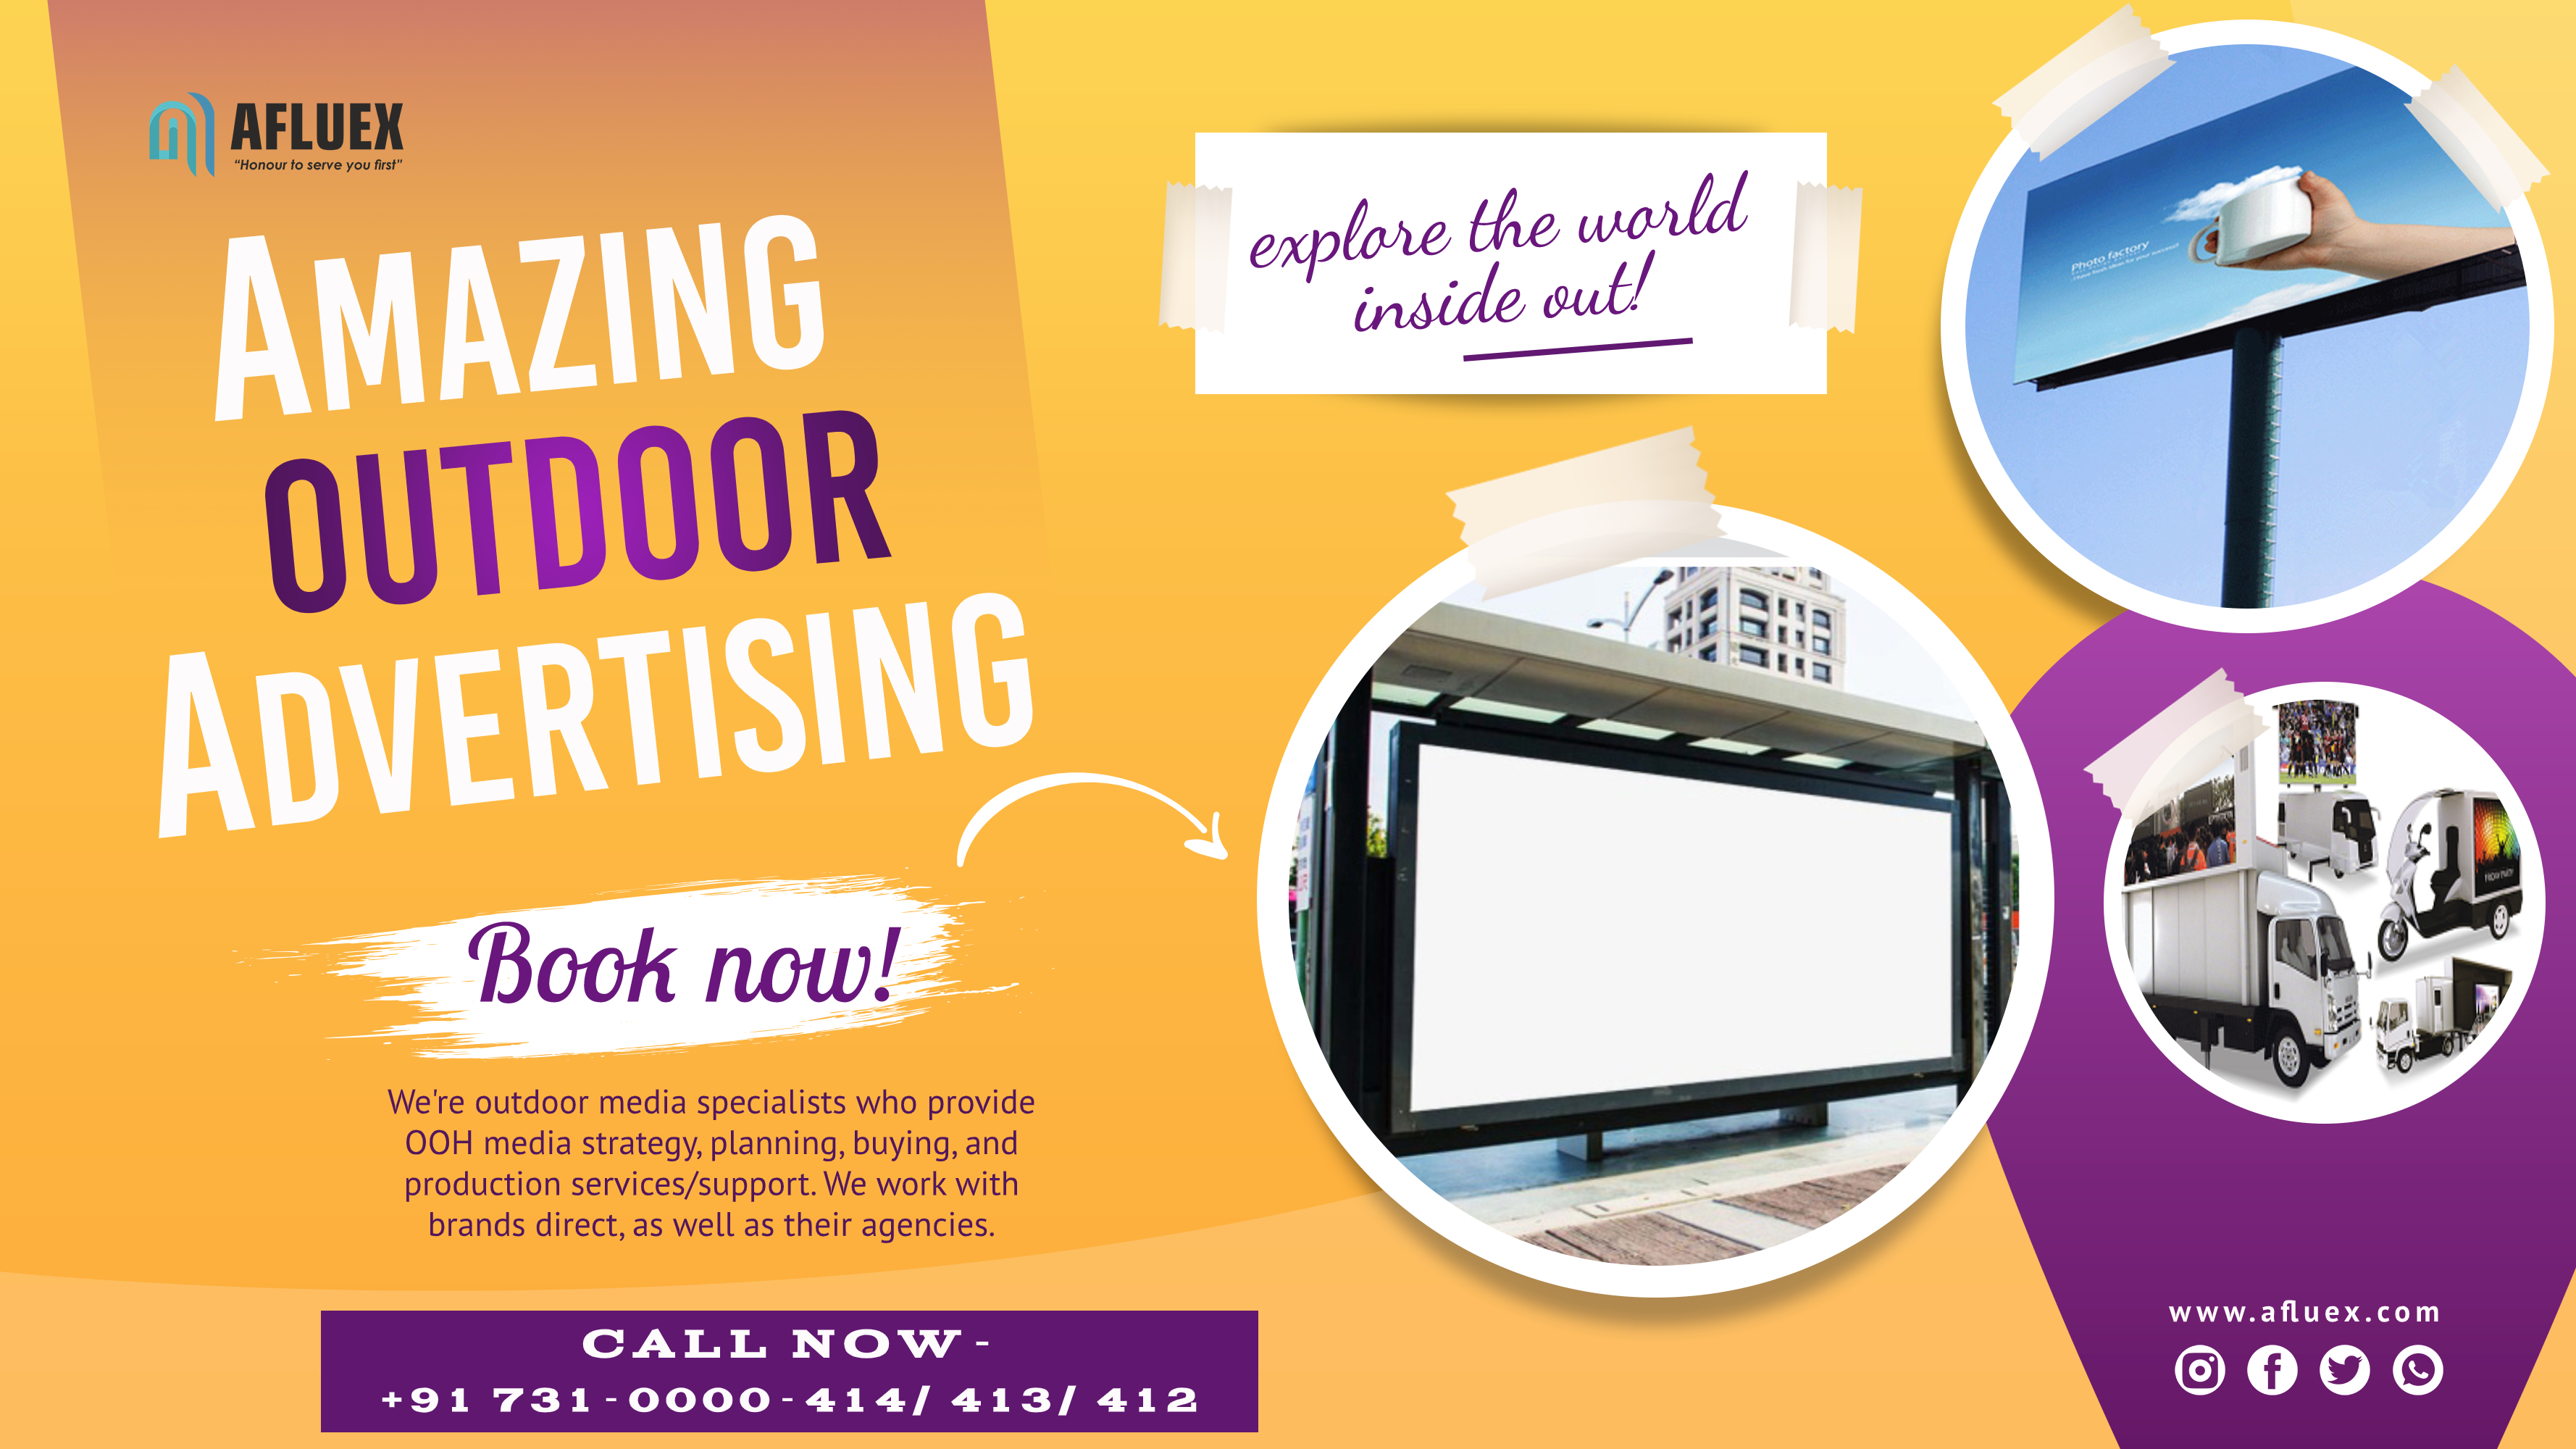 AFLUEX
“Honour to serve you first”
AMAZING
OUTDOOR
ADVERTISING
explore the world
inside out!
Photo factory
Book now!
We're outdoor media specialists who provide
OOH media strategy, planning, buying, and
production services/support. We work with
brands direct, as well as their agencies.
CALL NOW -
+91 731-0000-414/ 413/ 412
FRIDAY PARTY
www.afluex.com